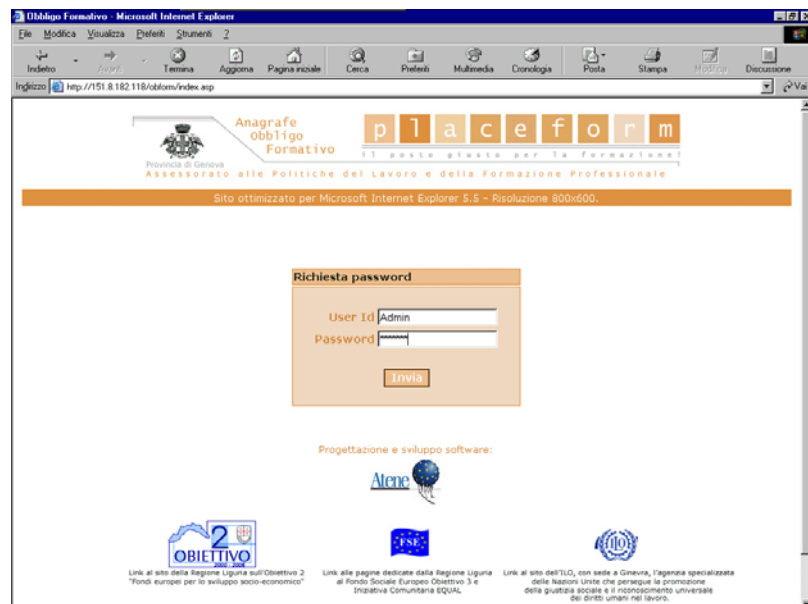 Obbligo Formativo - Microsoft Internet Explorer
File Modifica Visualizza Preferiti Strumenti ?
Indietro Avanti Termina Aggiorna Pagina iniziale Cerca Preferiti Multimedia Cronologia Posta Stampa Modifica Discussione
Indirizzo http://151.8.182.118/obform/index.asp Vai
Anagrafe
Obbligo
Formativo
placeform
il posto giusto per la formazione!
Provincia di Genova
Assessorato alle Politiche del Lavoro e della Formazione Professionale
Sito ottimizzato per Microsoft Internet Explorer 5.5 - Risoluzione 800x600.
Richiesta password
User Id Admin
Password *******
Invia
Progettazione e sviluppo software:
Atene
2
OBIETTIVO
2000 - 2006
FSE
ILO
Link al sito della Regione Liguria sull'Obiettivo 2
"Fondi europei per lo sviluppo socio-economico"
Link alle pagine dedicate dalla Regione Liguria
al Fondo Sociale Europeo Obiettivo 3 e
Iniziativa Comunitaria EQUAL
Link al sito dell'ILO, con sede a Ginevra, l'agenzia specializzata
delle Nazioni Unite che persegue la promozione
della giustizia sociale e il riconoscimento universale
dei diritti umani nel lavoro.